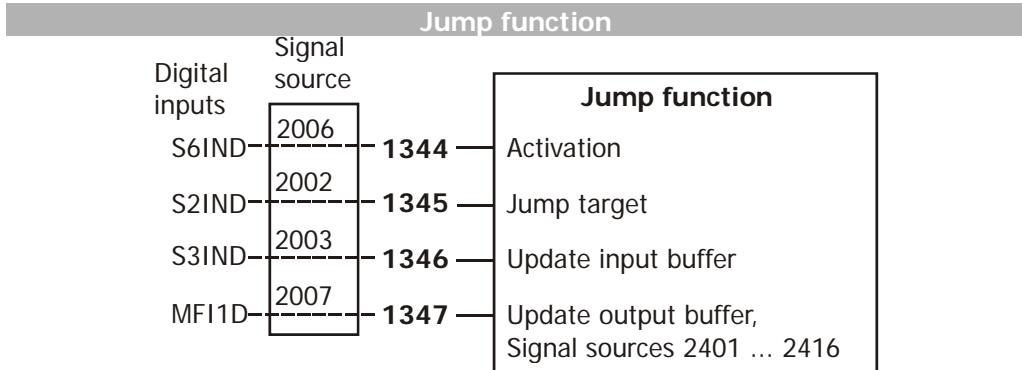 Jump function
Signal
source
Digital
inputs
Jump function
S6IND 2006 1344 Activation
S2IND 2002 1345 Jump target
S3IND 2003 1346 Update input buffer
MFI1D 2007 1347 Update output buffer,
Signal sources 2401 ... 2416